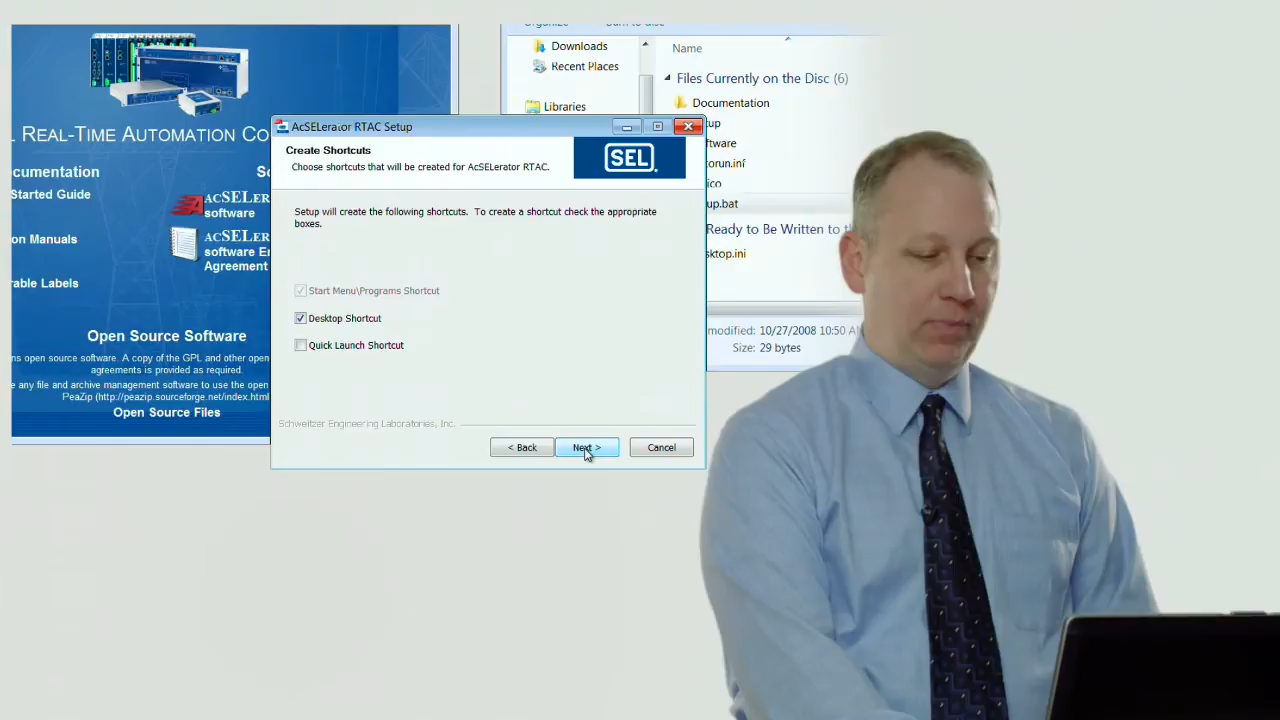 L REAL-TIME AUTOMATION CO
cumentation
Started Guide
on Manuals
rable Labels
Sc
ACSELER
software
ACSELER
software En
Agreement
Open Source Software
ns open source software. A copy of the GPL and other open
agreements is provided as required.
e any file and archive management software to use the open
PeaZip (http://peazip.sourceforge.net/index.html
Open Source Files
AcSELerator RTAC Setup
Create Shortcuts
Choose shortcuts that will be created for AcSELerator RTAC.
SEL
Setup will create the following shortcuts. To create a shortcut check the appropriate
boxes.
Start Menu\Programs Shortcut
Desktop Shortcut
Quick Launch Shortcut
Schweitzer Engineering Laboratories, Inc.
< Back
Next >
Cancel
Downloads
Recent Places
Libraries
Name
Files Currently on the Disc (6)
Documentation
tup
ftware
torun.inf
ico
up.bat
Ready to Be Written to t
sktop.ini
modified: 10/27/2008 10:50 A
Size: 29 bytes